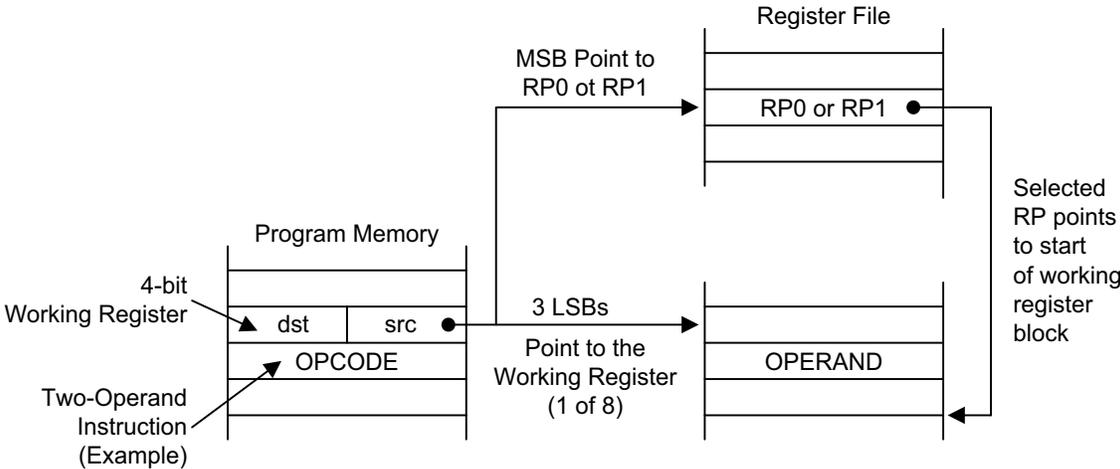 Register File
MSB Point to
RP0 ot RP1
RP0 or RP1
Selected
RP points
to start
of working
register
block
Program Memory
4-bit
Working Register
dst
src
3 LSBs
OPCODE
Point to the
Working Register
(1 of 8)
OPERAND
Two-Operand
Instruction
(Example)